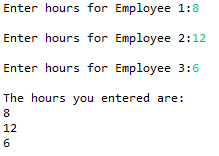 Enter hours for Employee 1:8
Enter hours for Employee 2:12
Enter hours for Employee 3:6
The hours you entered are:
8
12
6